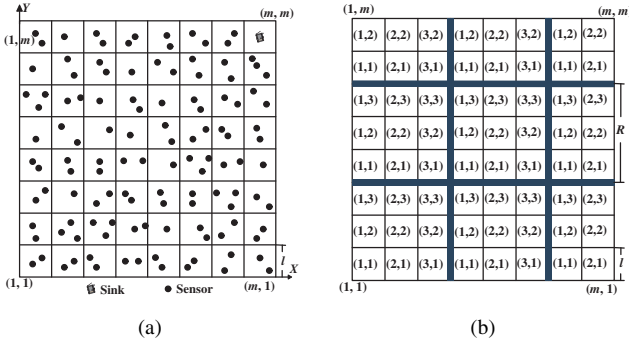 Y
(m, m)
(1, m)
l
X
(1, 1)
Sink
Sensor
(m, 1)
(a)
(1, m)
(m, m)
(1,2) (2,2) (3,2) (1,2) (2,2) (3,2) (1,2) (2,2)
(1,1) (2,1) (3,1) (1,1) (2,1) (3,1) (1,1) (2,1)
(1,3) (2,3) (3,3) (1,3) (2,3) (3,3) (1,3) (2,3)
(1,2) (2,2) (3,2) (1,2) (2,2) (3,2) (1,2) (2,2)
R
(1,1) (2,1) (3,1) (1,1) (2,1) (3,1) (1,1) (2,1)
(1,3) (2,3) (3,3) (1,3) (2,3) (3,3) (1,3) (2,3)
(1,2) (2,2) (3,2) (1,2) (2,2) (3,2) (1,2) (2,2)
(1,1) (2,1) (3,1) (1,1) (2,1) (3,1) (1,1) (2,1)
l
(1, 1)
(m, 1)
(b)